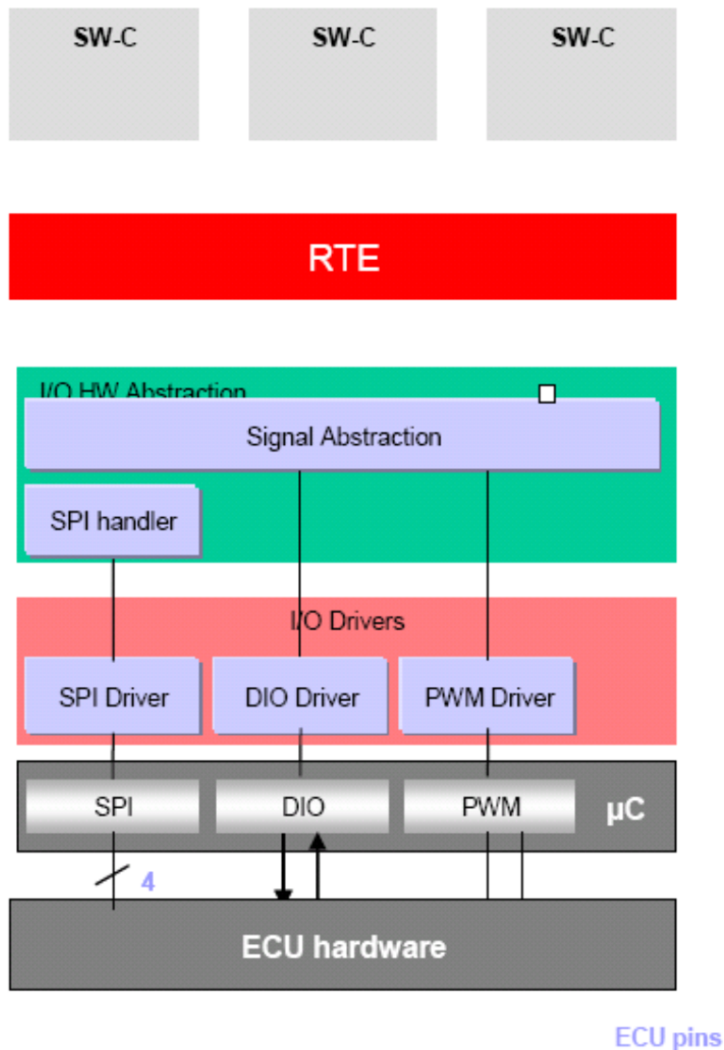 SW-C SW-C SW-C
RTE
I/O HW Abstraction
Signal Abstraction
SPI handler
I/O Drivers
SPI Driver DIO Driver PWM Driver
SPI DIO PWM µC
4
ECU hardware
ECU pins